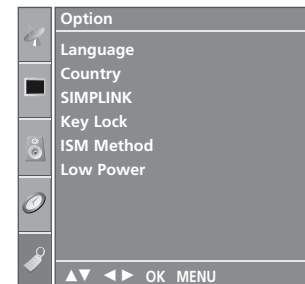 Option
Language
Country
SIMPLINK
Key Lock
ISM Method
Low Power
▲▼ ◄► OK MENU